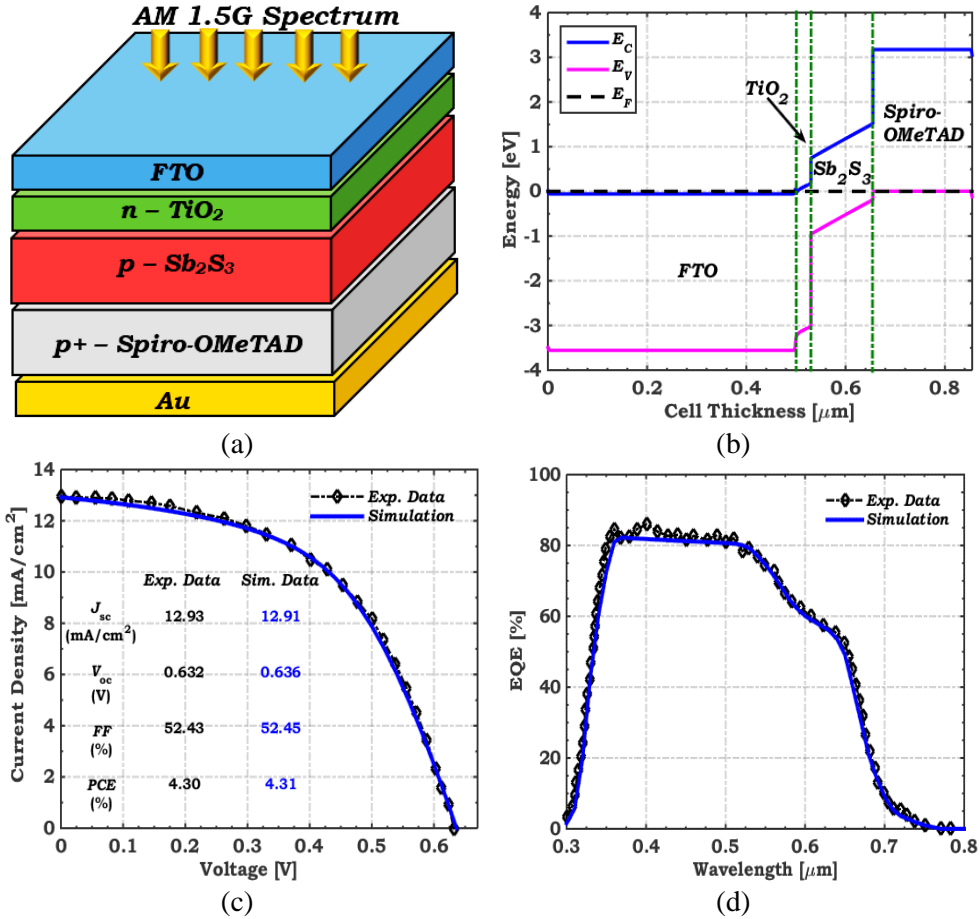 AM 1.5G Spectrum
FTO
n – TiO₂
p – Sb₂S₃
p+ – Spiro-OMeTAD
Au
(a)
4
3
2
1
0
-1
-2
-3
-4
Energy [eV]
E_C
E_V
E_F
TiO₂
Spiro-
OMeTAD
Sb₂S₃
FTO
0 0.2 0.4 0.6 0.8
Cell Thickness [μm]
(b)
14
12
10
8
6
4
2
0
Current Density [mA/cm²]
Exp. Data
Simulation
Exp. Data Sim. Data
J_sc 12.93 12.91
(mA/cm²)
V_oc 0.632 0.636
(V)
FF 52.43 52.45
(%)
PCE 4.30 4.31
(%)
0 0.1 0.2 0.3 0.4 0.5 0.6
Voltage [V]
(c)
100
80
60
40
20
0
EQE [%]
Exp. Data
Simulation
0.3 0.4 0.5 0.6 0.7 0.8
Wavelength [μm]
(d)